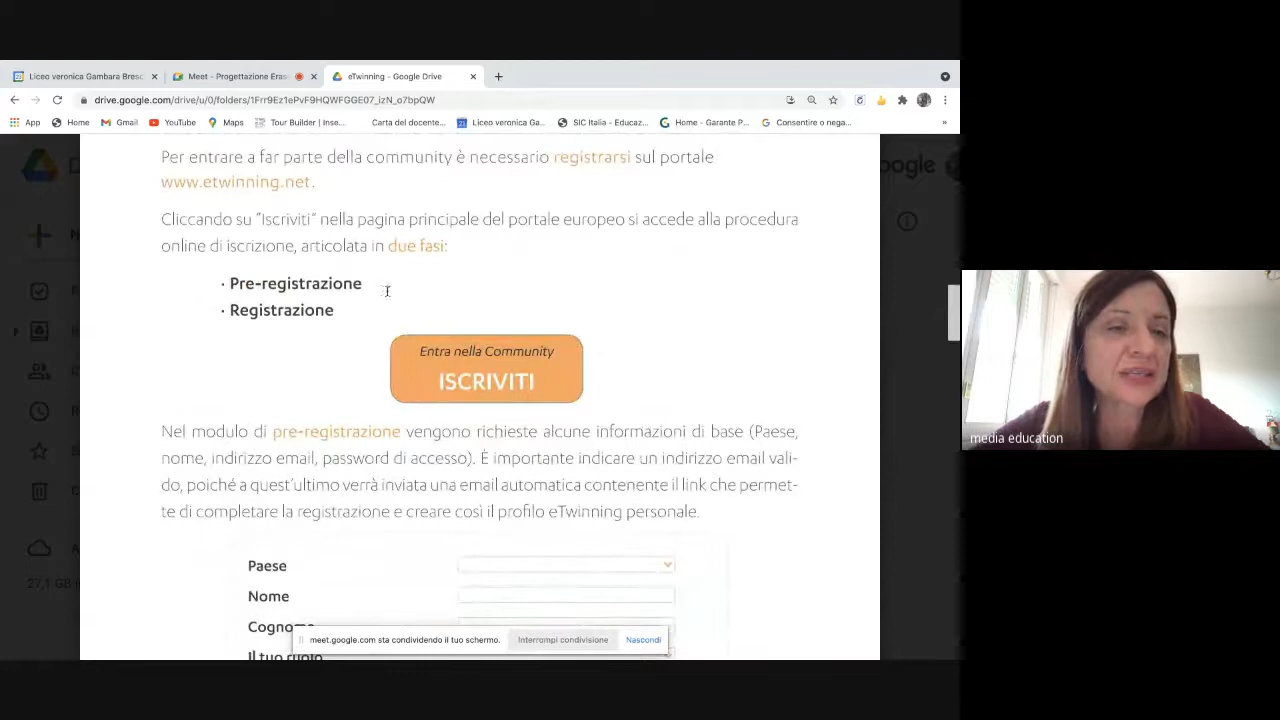 Liceo veronica Gambara Bresc
Meet - Progettazione Eras
eTwinning - Google Drive
drive.google.com/drive/u/0/folders/1Frr9Ez1ePvF9HQWFGGE07_izN_o7bpQW
App Home Gmail YouTube Maps Tour Builder | Inse... Carta del docente... Liceo veronica Ga... SIC Italia - Educaz... Home - Garante P... Consentire o nega... »
Per entrare a far parte della community è necessario registrarsi sul portale
www.etwinning.net.
Cliccando su "Iscriviti" nella pagina principale del portale europeo si accede alla procedura
online di iscrizione, articolata in due fasi:
· Pre-registrazione
· Registrazione
Entra nella Community
ISCRIVITI
Nel modulo di pre-registrazione vengono richieste alcune informazioni di base (Paese,
nome, indirizzo email, password di accesso). È importante indicare un indirizzo email vali-
do, poiché a quest'ultimo verrà inviata una email automatica contenente il link che permet-
te di completare la registrazione e creare così il profilo eTwinning personale.
Paese
Nome
Cognome
Il tuo ruolo
meet.google.com sta condividendo il tuo schermo. Interrompi condivisione Nascondi
27,1 GB
media education